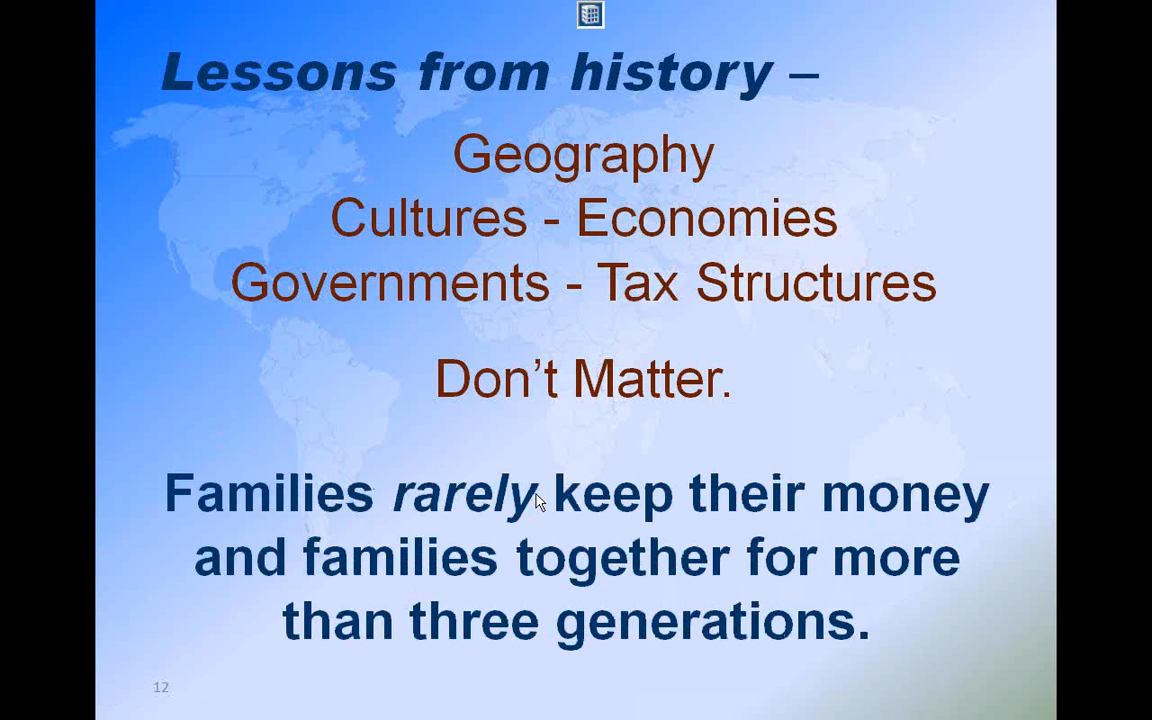 Lessons from history –
Geography
Cultures - Economies
Governments - Tax Structures
Don’t Matter.
Families rarely keep their money
and families together for more
than three generations.
12